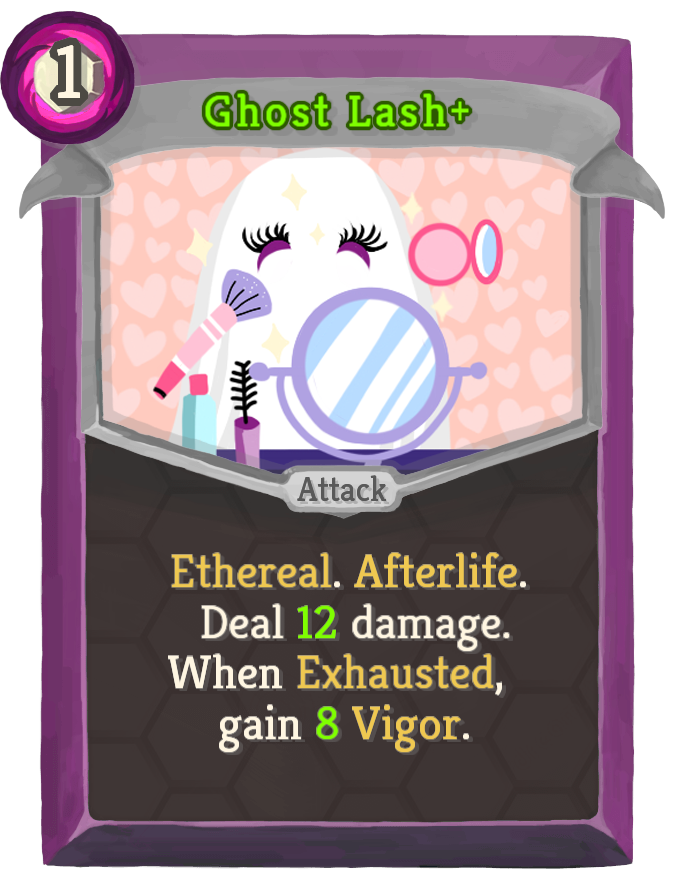 1
Ghost Lash+
Attack
Ethereal. Afterlife.
Deal 12 damage.
When Exhausted,
gain 8 Vigor.